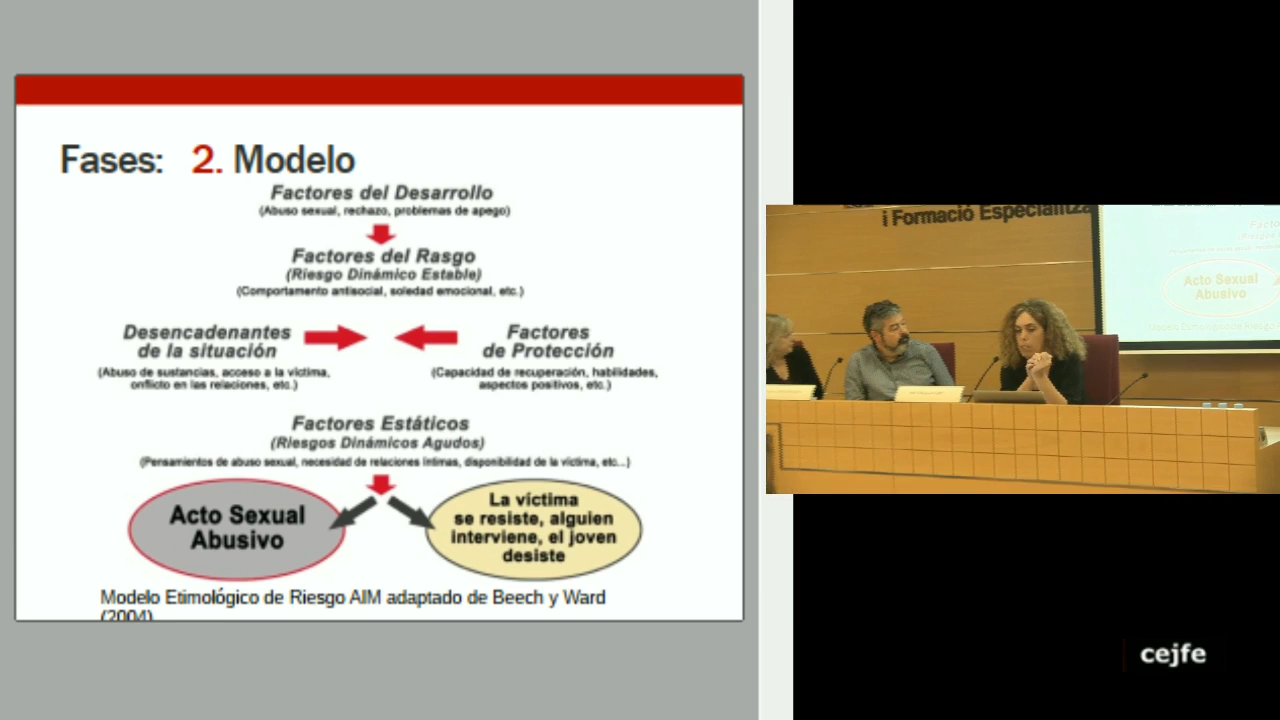 Fases: 2. Modelo
Factores del Desarrollo
(Abuso sexual, rechazo, problemas de apego)
Factores del Rasgo
(Riesgo Dinámico Estable)
(Comportamento antisocial, soledad emocional, etc.)
Desencadenantes
de la situación
(Abuso de sustancias, acceso a la víctima,
onflicto en las relaciones, etc.)
Factores
de Protección
(Capacidad de recuperación, habilidades,
aspectos positivos, etc.)
Factores Estáticos
(Riesgos Dinámicos Agudos)
(Pensamientos de abuso sexual, necesidad de relaciones íntimas, disponibilidad de la víctima, etc...)
Acto Sexual
Abusivo
La víctima
se resiste, alguien
interviene, el joven
desiste
Modelo Etimológico de Riesgo AIM adaptado de Beech y Ward
(2004)
i Formació Especialitza
Acto Sexual
Abusivo
cejfe